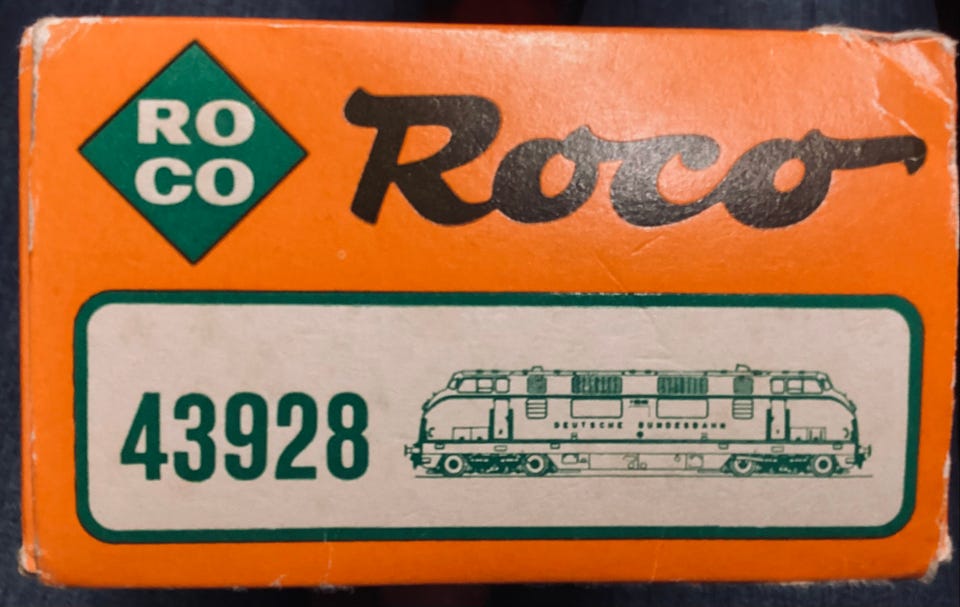 RO
CO
Roco
43928
DEUTSCHE BUNDESBAHN